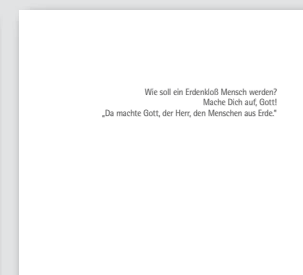 Wie soll ein Erdenkloß Mensch werden?
Mache Dich auf, Gott!
„Da machte Gott, der Herr, den Menschen aus Erde.“